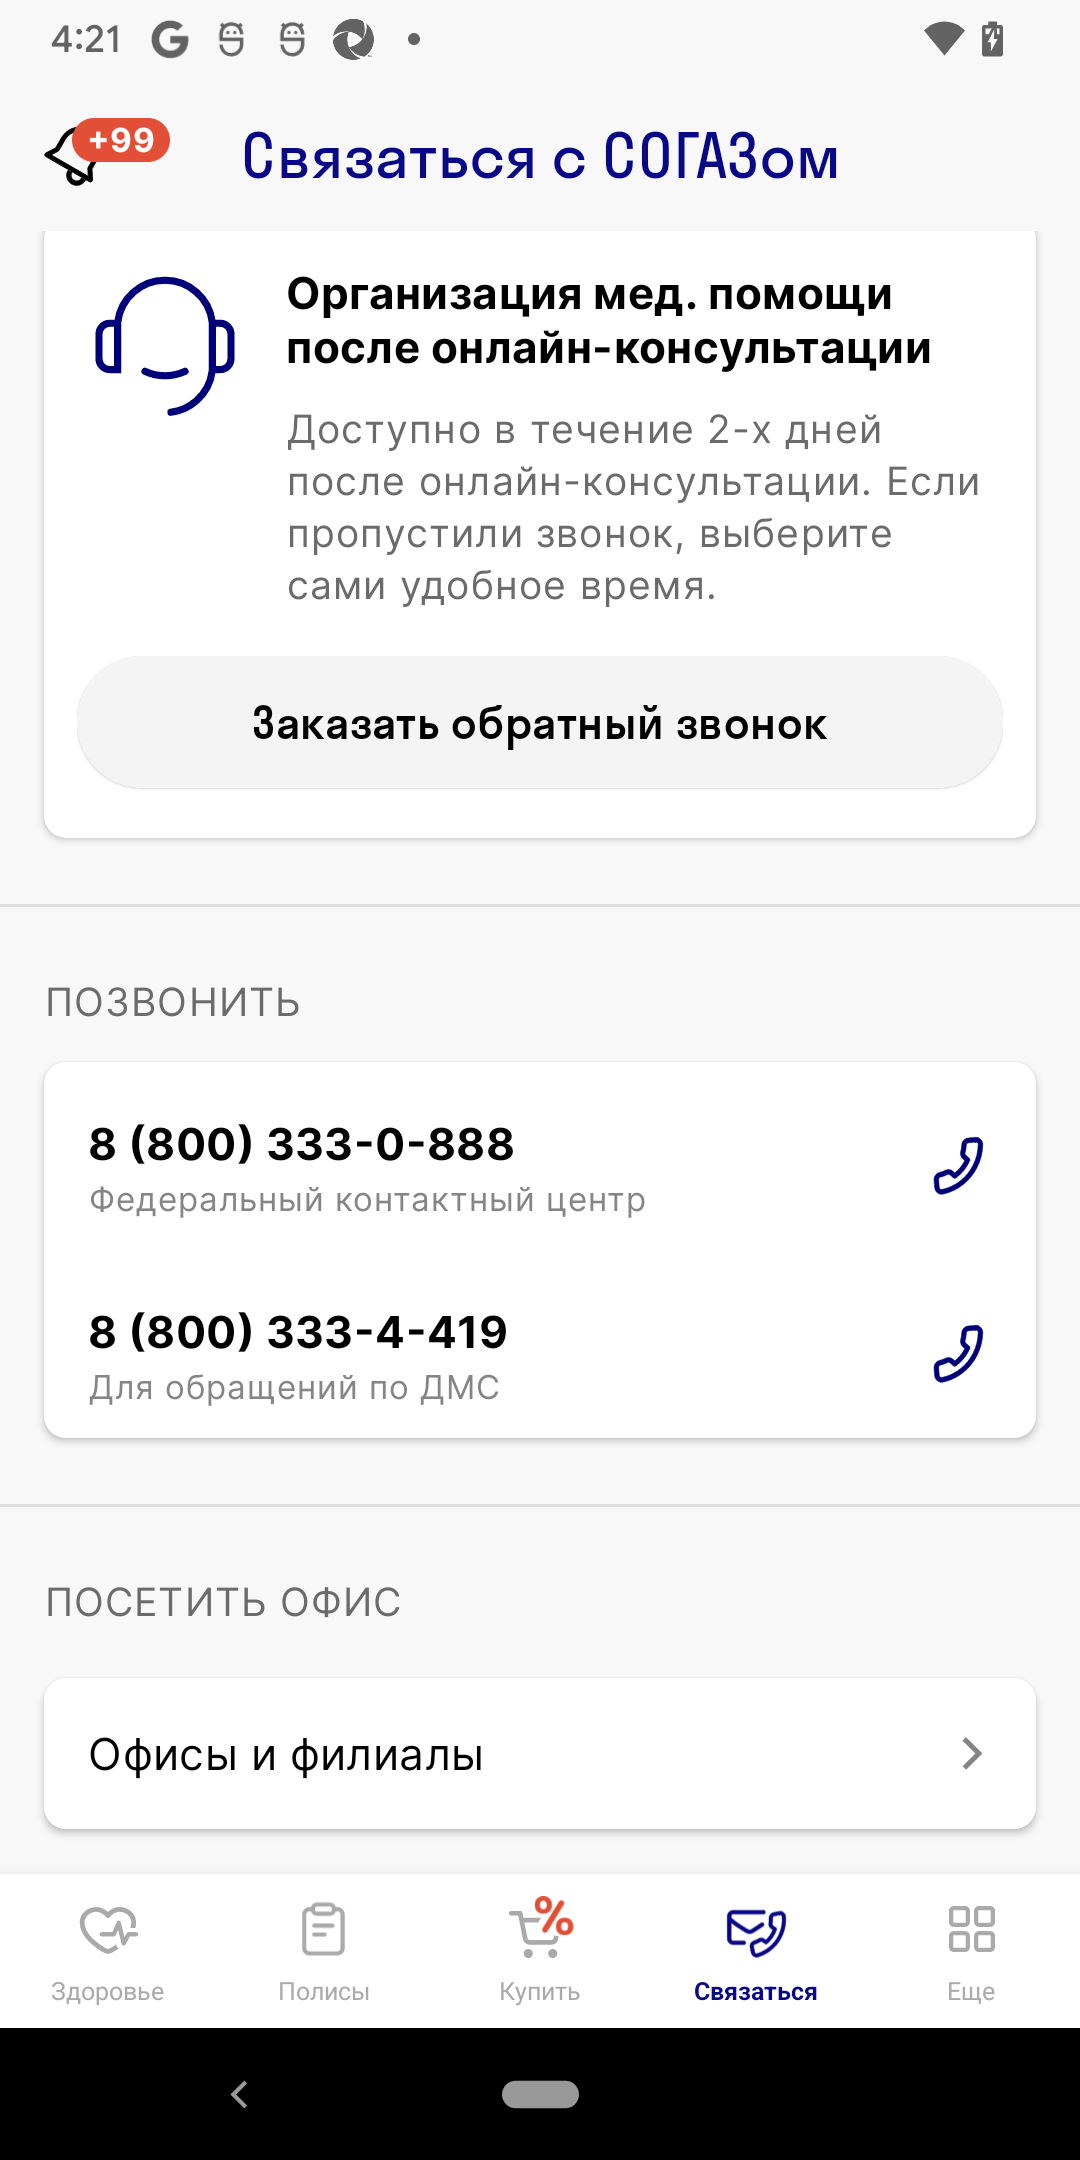 4:21
+99
Связаться с СОГАЗом
Организация мед. помощи
после онлайн-консультации
Доступно в течение 2-х дней
после онлайн-консультации. Если
пропустили звонок, выберите
сами удобное время.
Заказать обратный звонок
ПОЗВОНИТЬ
8 (800) 333-0-888
Федеральный контактный центр
8 (800) 333-4-419
Для обращений по ДМС
ПОСЕТИТЬ ОФИС
Офисы и филиалы
%
Здоровье
Полисы
Купить
Связаться
Еще